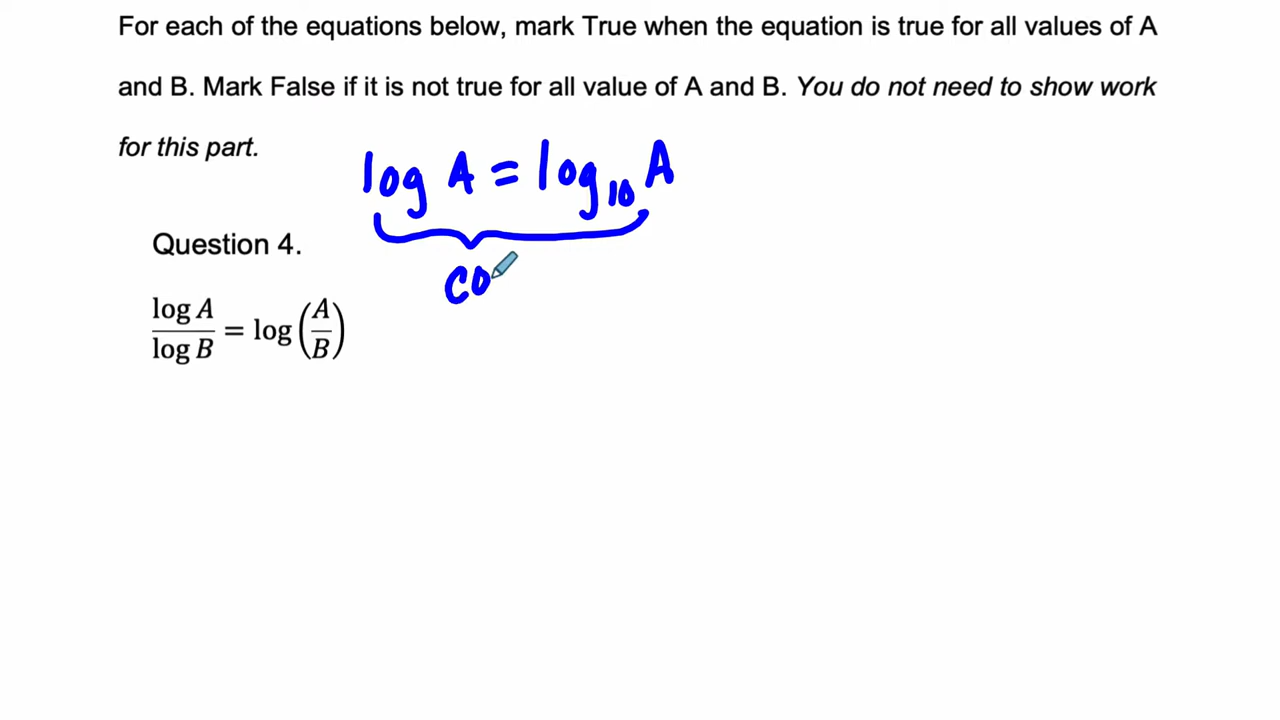 For each of the equations below, mark True when the equation is true for all values of A
and B. Mark False if it is not true for all value of A and B. You do not need to show work
for this part.
log A = log₁₀ A
Question 4.
co
log A / log B = log (A / B)